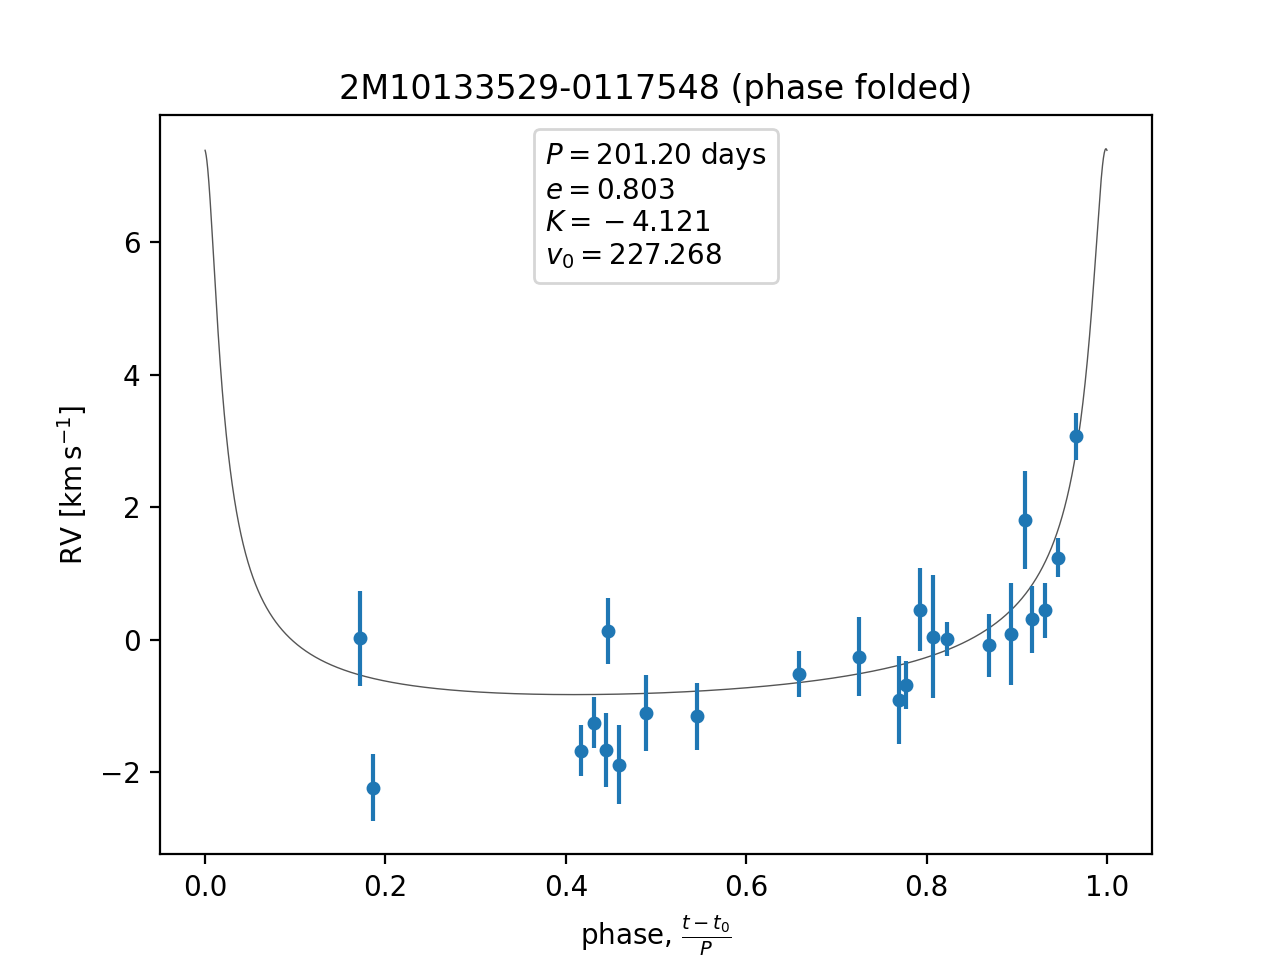 2M10133529-0117548 (phase folded)
P = 201.20 days
e = 0.803
K = −4.121
v₀ = 227.268
6
4
2
0
−2
RV [km s⁻¹]
0.0 0.2 0.4 0.6 0.8 1.0
phase, (t − t₀)/P